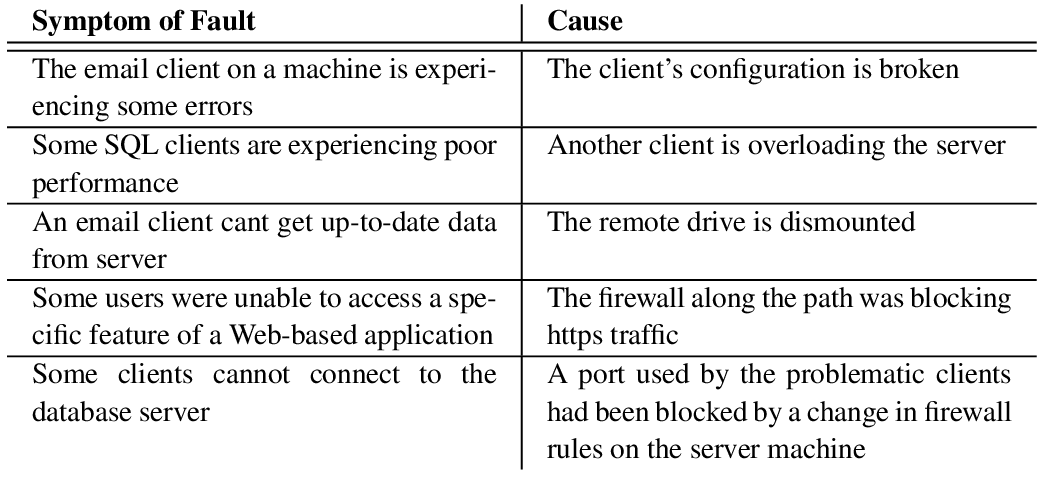 Symptom of Fault Cause
The email client on a machine is experi-
encing some errors
The client's configuration is broken
Some SQL clients are experiencing poor
performance
Another client is overloading the server
An email client cant get up-to-date data
from server
The remote drive is dismounted
Some users were unable to access a spe-
cific feature of a Web-based application
The firewall along the path was blocking
https traffic
Some clients cannot connect to the
database server
A port used by the problematic clients
had been blocked by a change in firewall
rules on the server machine